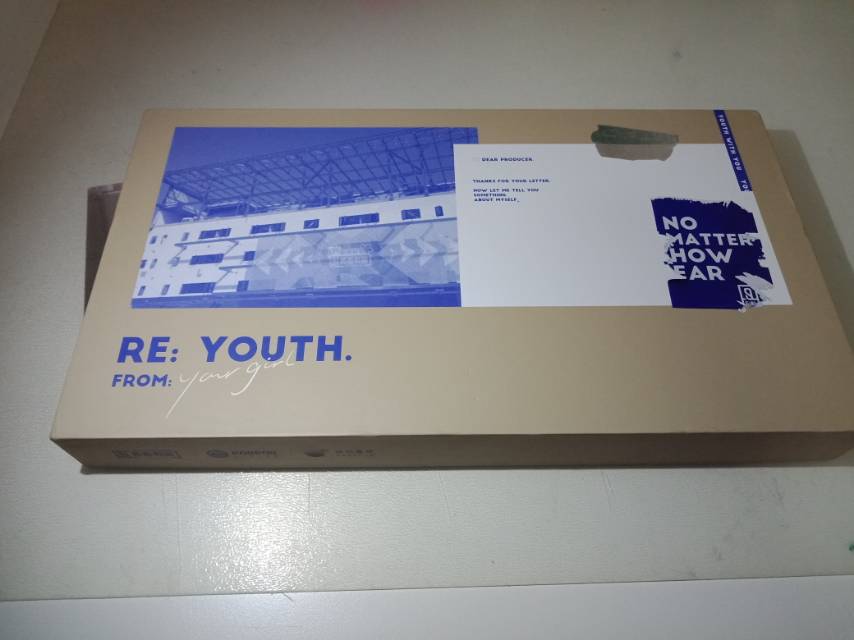 DEAR PRODUCER.
THANKS FOR YOUR LETTER.
NOW LET ME TELL YOU
SOMETHING
ABOUT MYSELF_
YOUTH WITH YOU
NO
MATTER
HOW
FAR
RE: YOUTH.
FROM: your girl